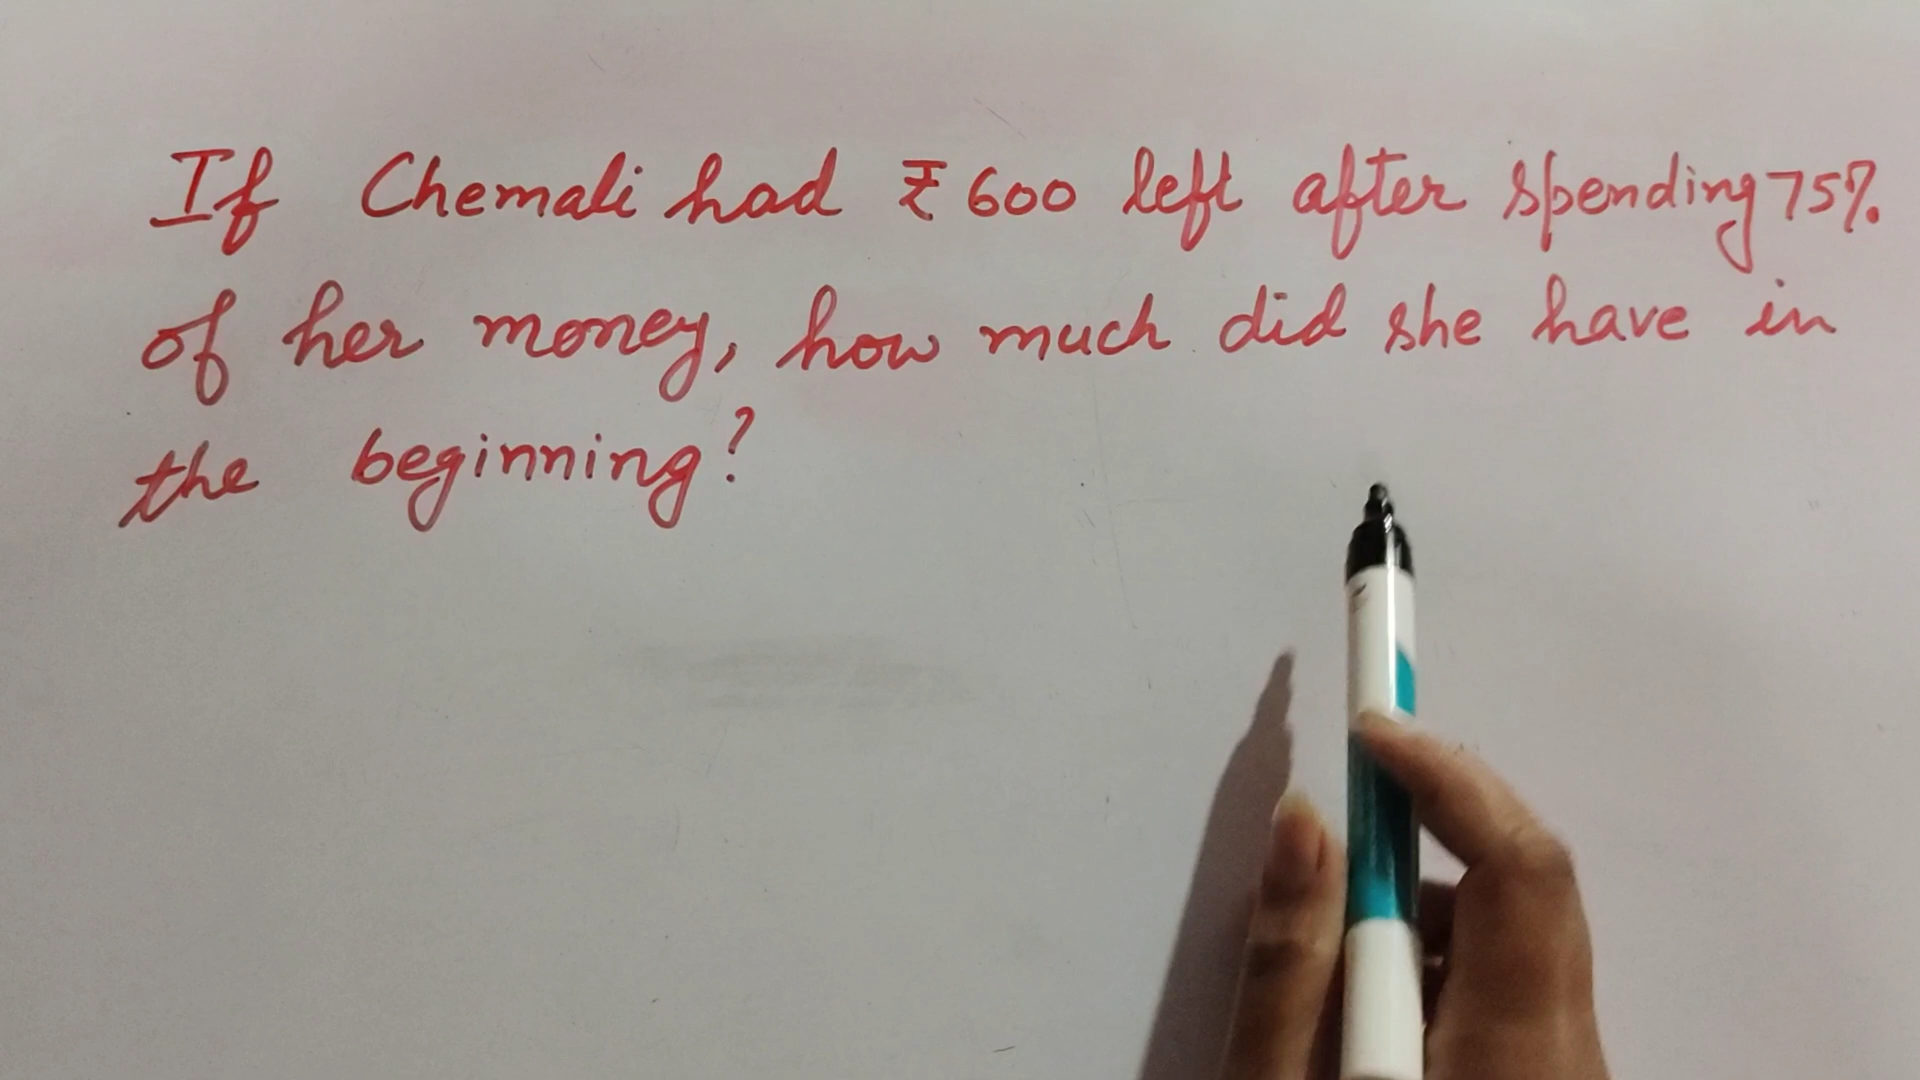 If Chemali had ₹600 left after spending 75%
of her money, how much did she have in
the beginning?